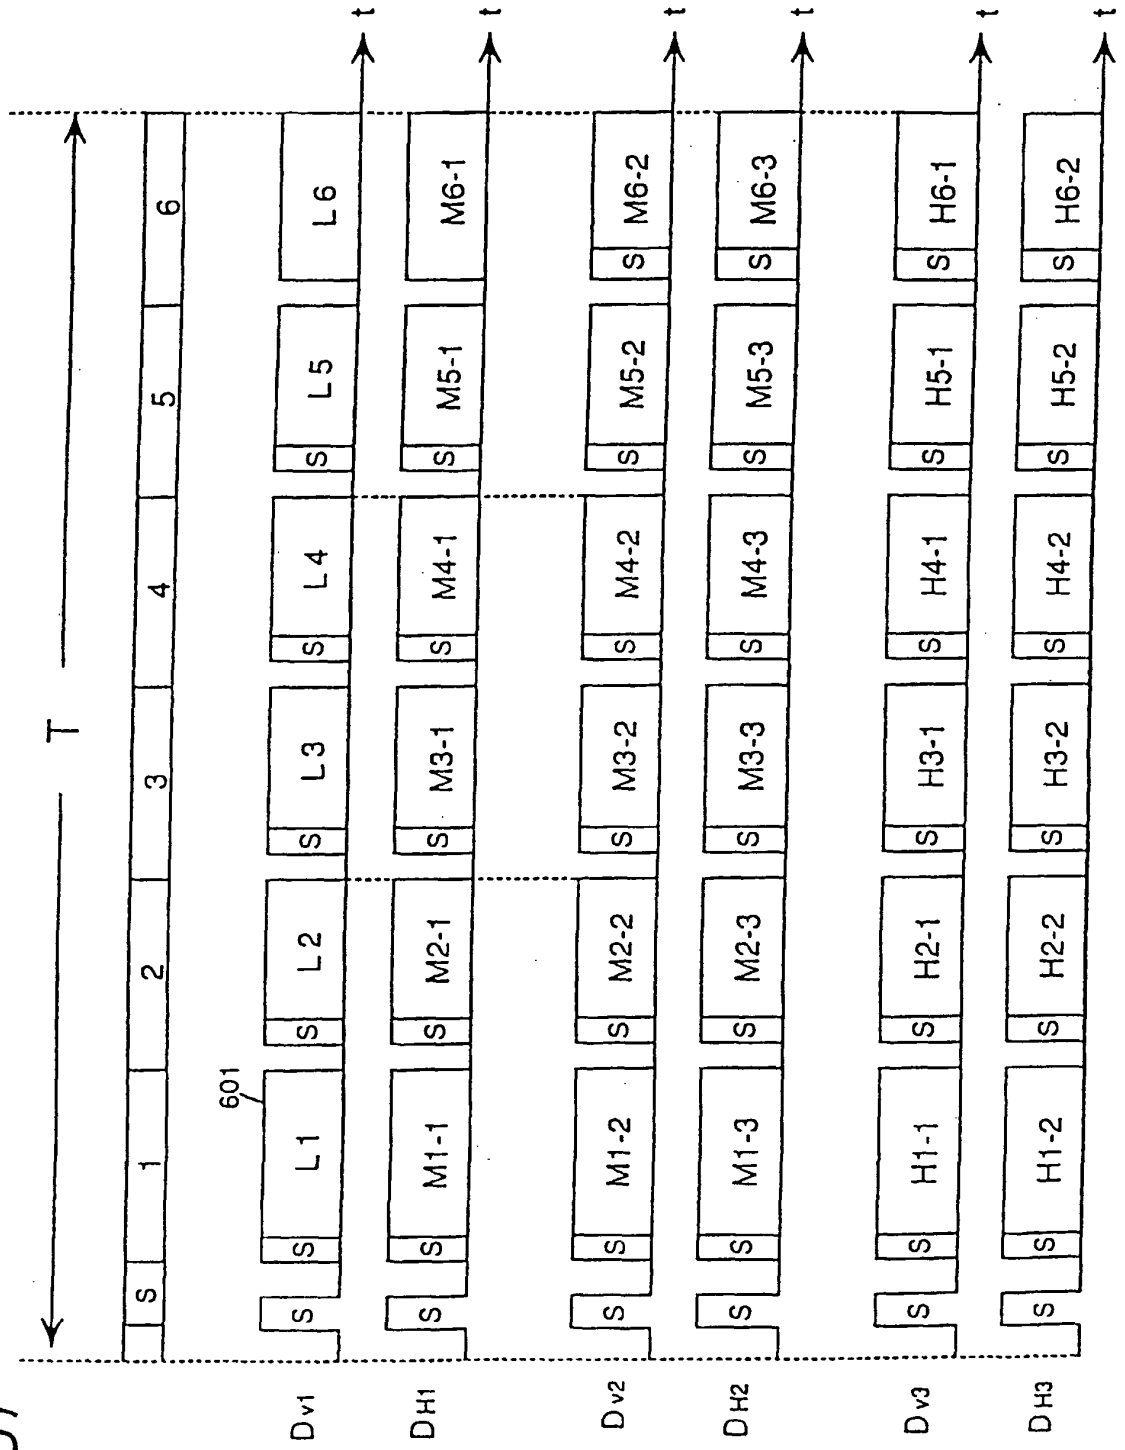 T
S 1 2 3 4 5 6
601
Dv1 S S L1 S L2 S L3 S L4 S L5 L6 t
DH1 S S M1-1 S M2-1 S M3-1 S M4-1 S M5-1 M6-1 t
Dv2 S S M1-2 S M2-2 S M3-2 S M4-2 S M5-2 S M6-2 t
DH2 S S M1-3 S M2-3 S M3-3 S M4-3 S M5-3 S M6-3 t
Dv3 S S H1-1 S H2-1 S H3-1 S H4-1 S H5-1 S H6-1 t
DH3 S S H1-2 S H2-2 S H3-2 S H4-2 S H5-2 S H6-2 t